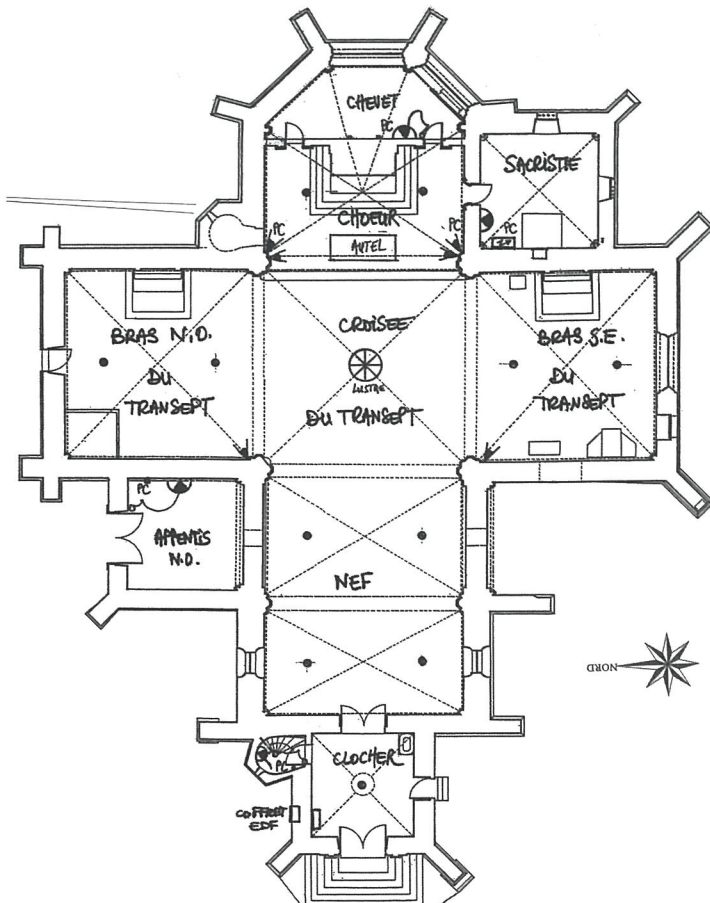 CHEVET
PC
SACRISTIE
CHOEUR
PC
PC
PC
AUTEL
BRAS N.O.
DU
TRANSEPT
CROISEE
LUSTRE
DU TRANSEPT
BRAS S.E.
DU
TRANSEPT
PC
APPENTIS
N.O.
NEF
NORD
CLOCHER
PC
COFFRET
EDF